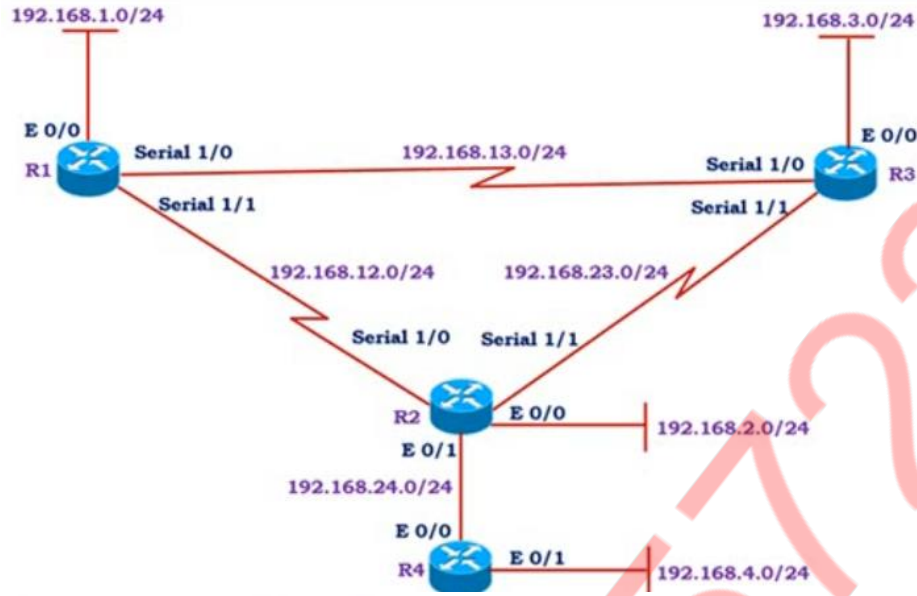 192.168.1.0/24
192.168.3.0/24
E 0/0
E 0/0
R1
Serial 1/0
192.168.13.0/24
Serial 1/0
R3
Serial 1/1
Serial 1/1
192.168.12.0/24
192.168.23.0/24
Serial 1/0
Serial 1/1
R2
E 0/0
192.168.2.0/24
E 0/1
192.168.24.0/24
E 0/0
R4
E 0/1
192.168.4.0/24